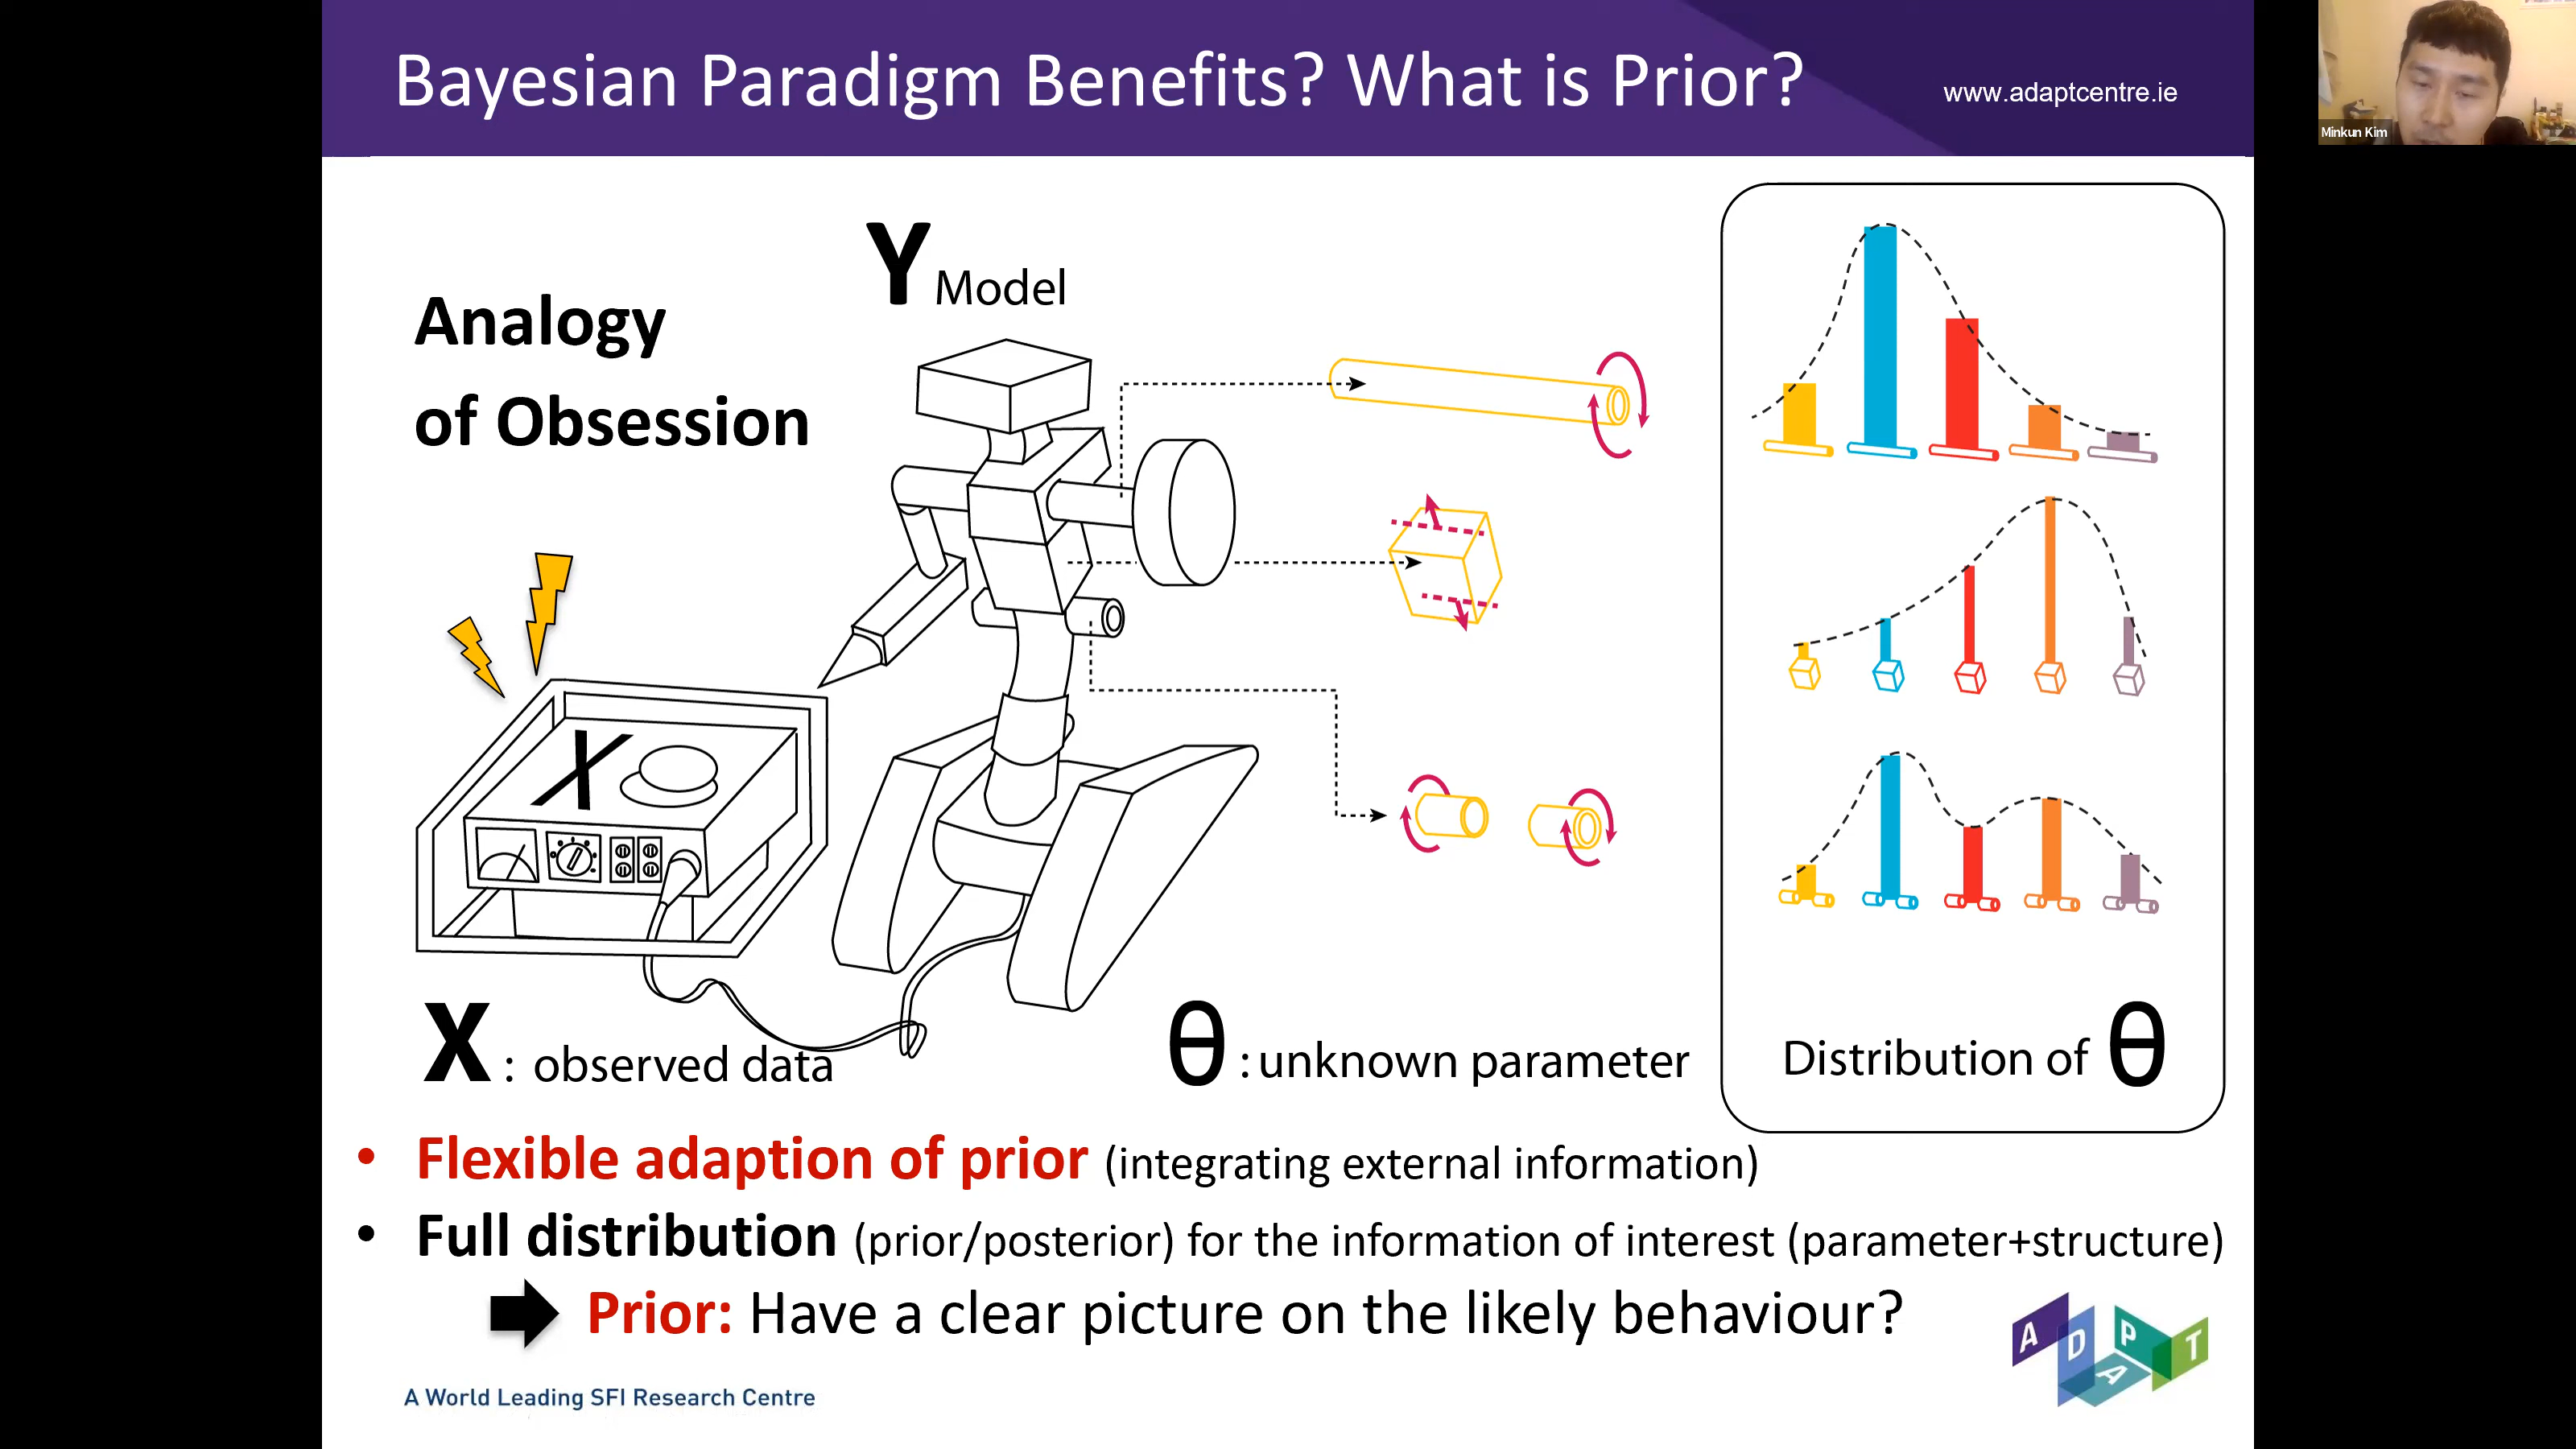 Bayesian Paradigm Benefits? What is Prior?
www.adaptcentre.ie
Minkun Kim
Y Model
Analogy
of Obsession
X
X : observed data
θ : unknown parameter
Distribution of θ
• Flexible adaption of prior (integrating external information)
• Full distribution (prior/posterior) for the information of interest (parameter+structure)
Prior: Have a clear picture on the likely behaviour?
A World Leading SFI Research Centre
ADAPT